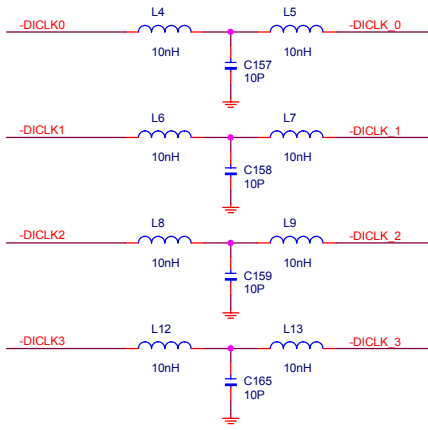 L4 L5
-DICLK0 -DICLK_0
10nH 10nH
C157
10P
L6 L7
-DICLK1 -DICLK_1
10nH 10nH
C158
10P
L8 L9
-DICLK2 -DICLK_2
10nH 10nH
C159
10P
L12 L13
-DICLK3 -DICLK_3
10nH 10nH
C165
10P